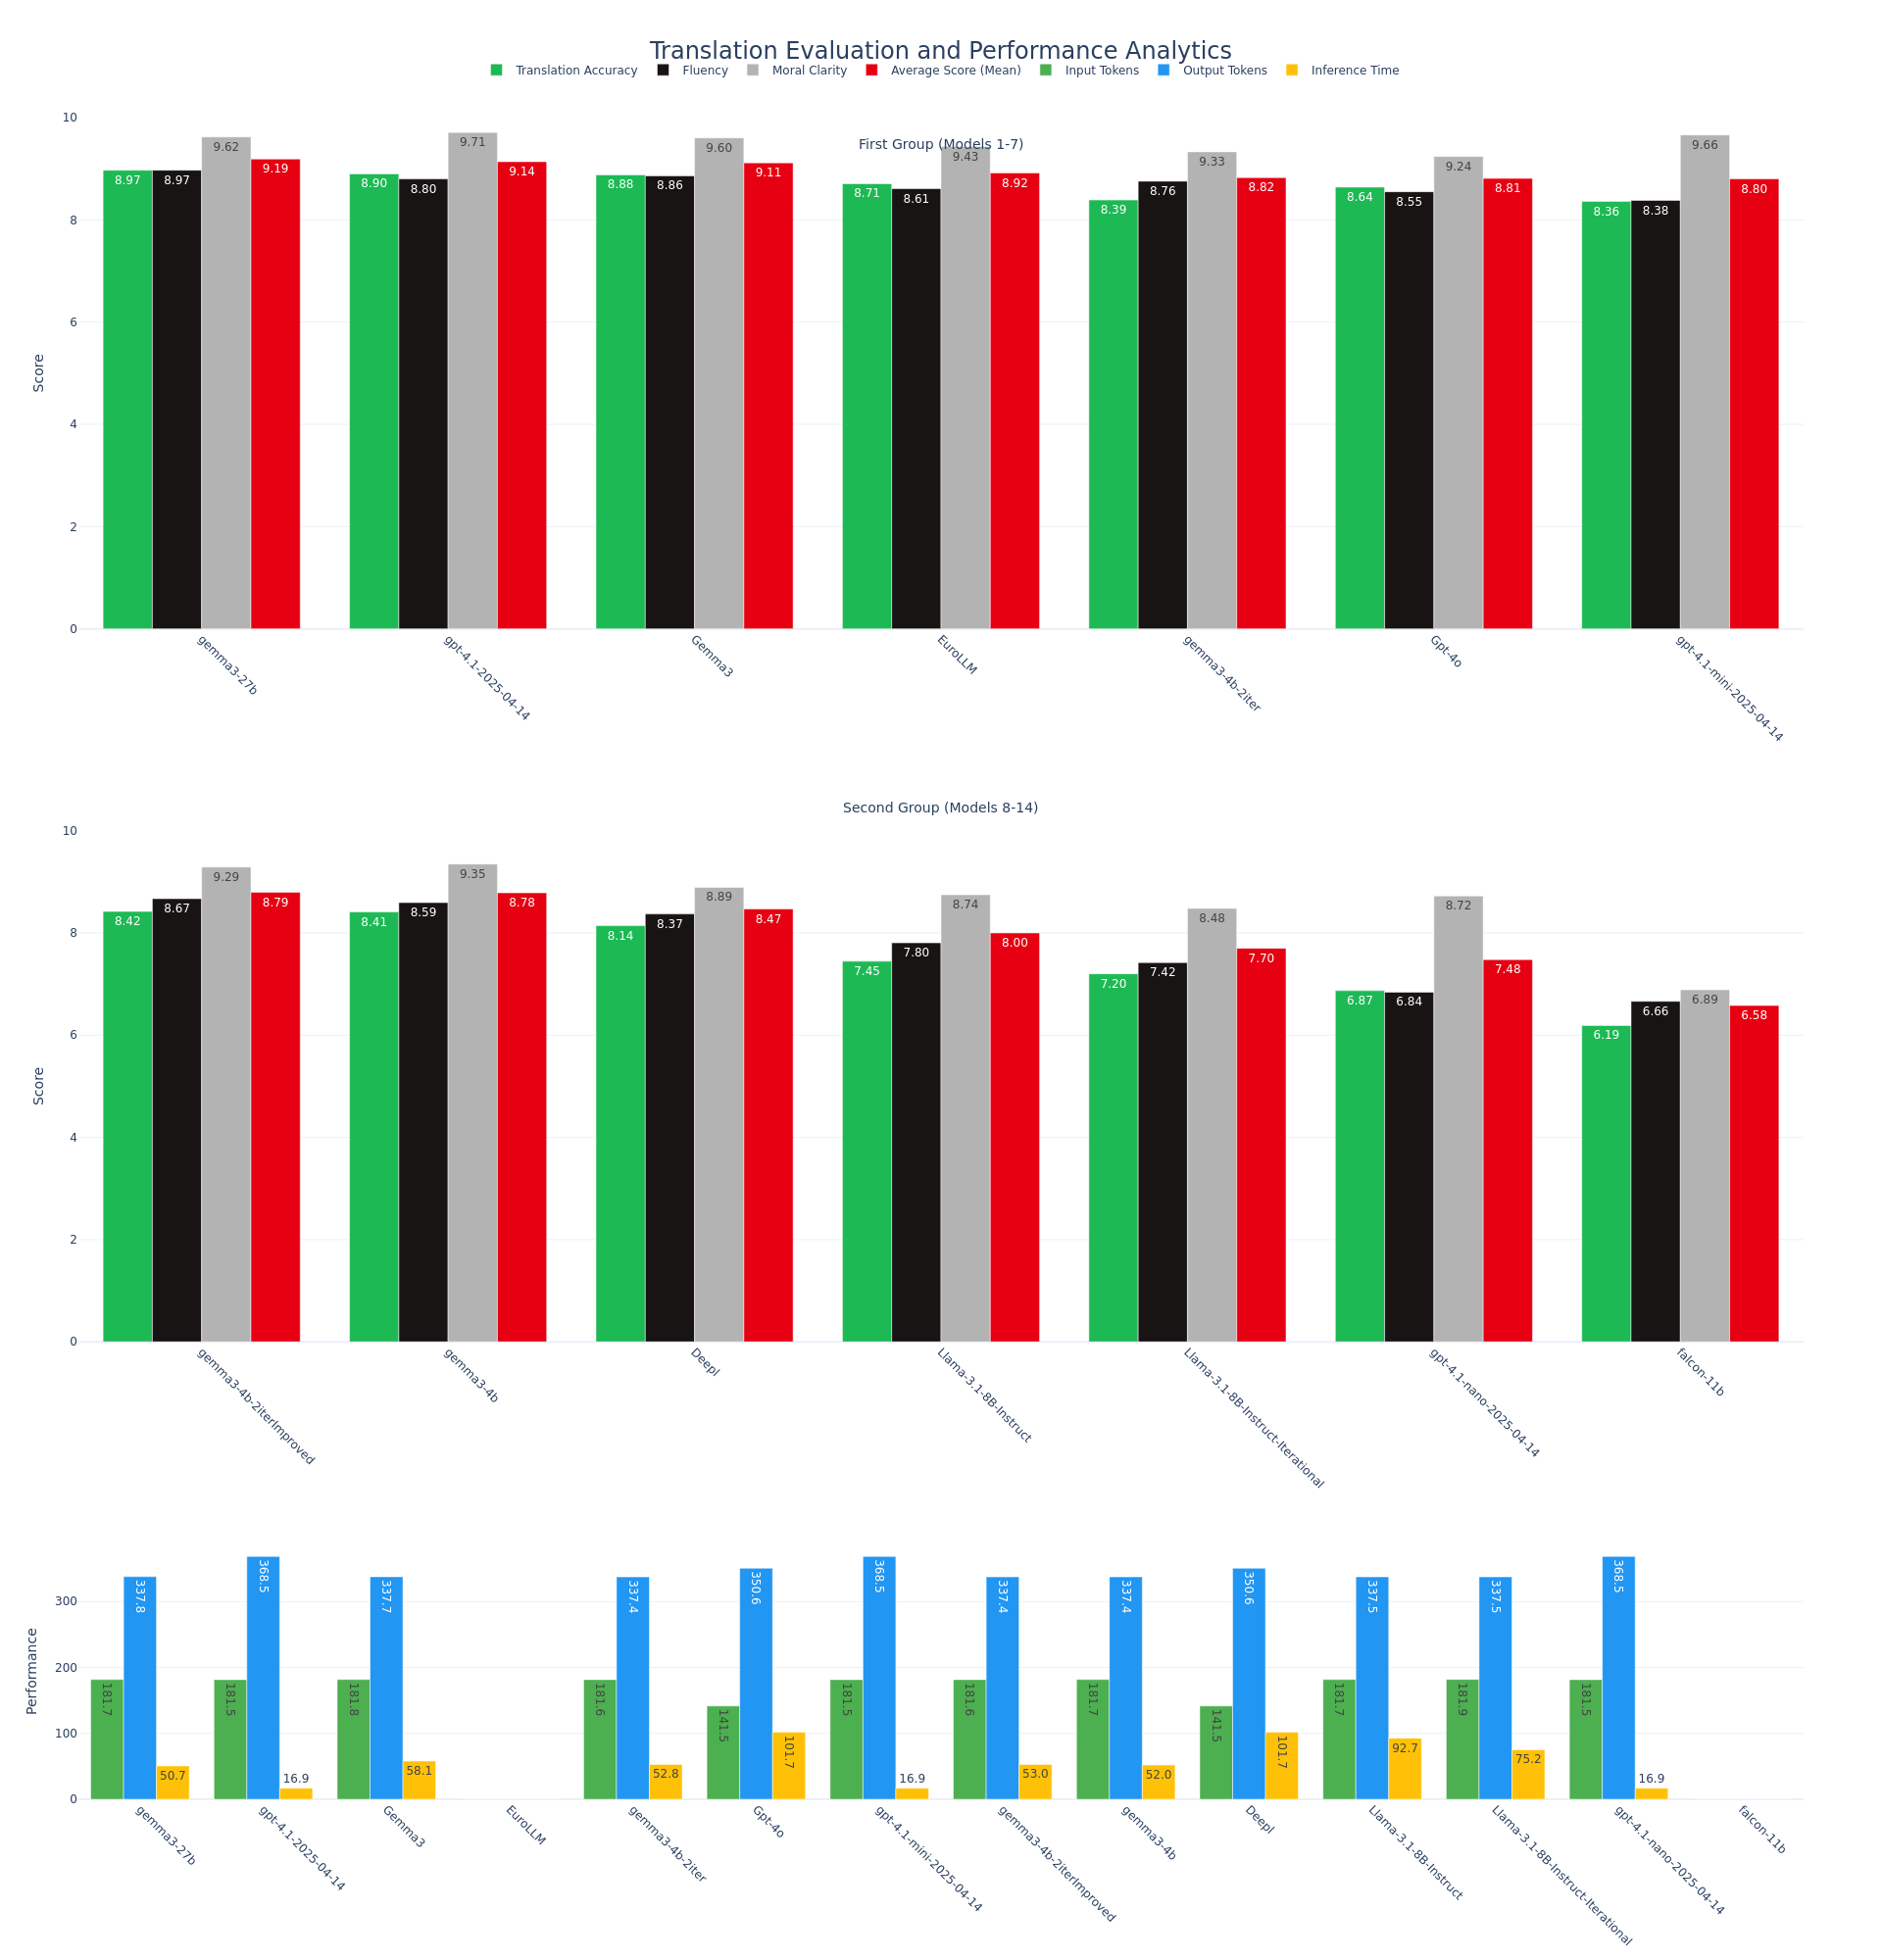 Translation Evaluation and Performance Analytics
Translation Accuracy Fluency Moral Clarity Average Score (Mean) Input Tokens Output Tokens Inference Time
First Group (Models 1-7)
Score
10
8
6
4
2
0
8.97 8.97 9.62 9.19
8.90 8.80 9.71 9.14
8.88 8.86 9.60 9.11
8.71 8.61 9.43 8.92
8.39 8.76 9.33 8.82
8.64 8.55 9.24 8.81
8.36 8.38 9.66 8.80
gemma3-27b
gpt-4.1-2025-04-14
Gemma3
EuroLLM
gemma3-4b-2iter
Gpt-4o
gpt-4.1-mini-2025-04-14
Second Group (Models 8-14)
Score
10
8
6
4
2
0
8.42 8.67 9.29 8.79
8.41 8.59 9.35 8.78
8.14 8.37 8.89 8.47
7.45 7.80 8.74 8.00
7.20 7.42 8.48 7.70
6.87 6.84 8.72 7.48
6.19 6.66 6.89 6.58
gemma3-4b-2iterImproved
gemma3-4b
Deepl
Llama-3.1-8B-Instruct
Llama-3.1-8B-Instruct-Iterational
gpt-4.1-nano-2025-04-14
falcon-11b
Performance
300
200
100
0
181.7 337.8 50.7
181.5 368.5 16.9
181.8 337.7 58.1
181.6 337.4 52.8
141.5 350.6 101.7
181.5 368.5 16.9
181.6 337.4 53.0
181.7 337.4 52.0
141.5 350.6 101.7
181.7 337.5 92.7
181.9 337.5 75.2
181.5 368.5 16.9
gemma3-27b
gpt-4.1-2025-04-14
Gemma3
EuroLLM
gemma3-4b-2iter
Gpt-4o
gpt-4.1-mini-2025-04-14
gemma3-4b-2iterImproved
gemma3-4b
Deepl
Llama-3.1-8B-Instruct
Llama-3.1-8B-Instruct-Iterational
gpt-4.1-nano-2025-04-14
falcon-11b